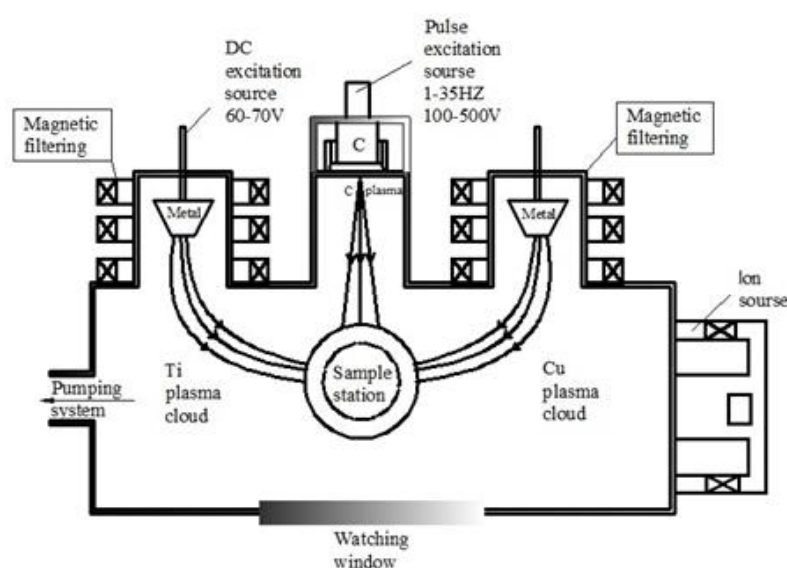 DC
excitation
source
60-70V
Pulse
excitation
sourse
1-35HZ
100-500V
Magnetic
filtering
Magnetic
filtering
C
C plasma
Metal
Metal
Ion
sourse
Sample
station
Ti
plasma
cloud
Cu
plasma
cloud
Pumping
system
Watching
window